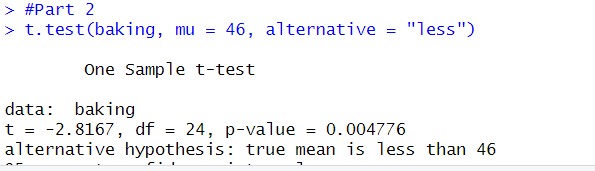 > #Part 2
> t.test(baking, mu = 46, alternative = "less")
One Sample t-test
data:  baking
t = -2.8167, df = 24, p-value = 0.004776
alternative hypothesis: true mean is less than 46